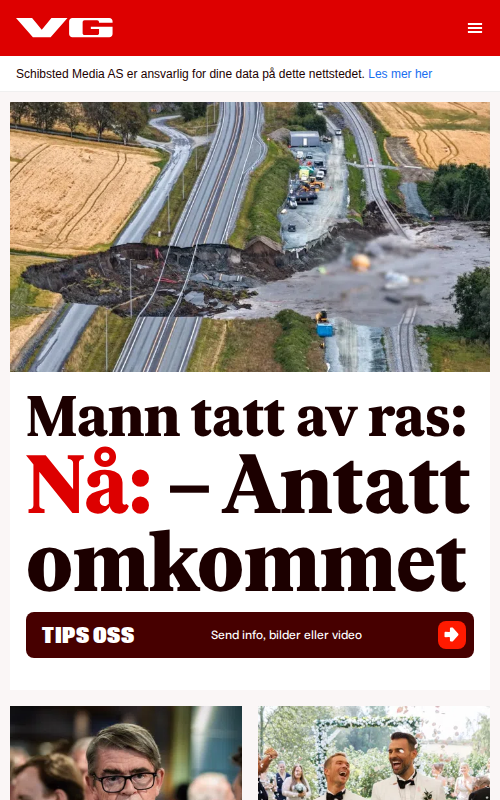 VG
Schibsted Media AS er ansvarlig for dine data på dette nettstedet. Les mer her
Mann tatt av ras:
Nå: – Antatt
omkommet
TIPS OSS
Send info, bilder eller video